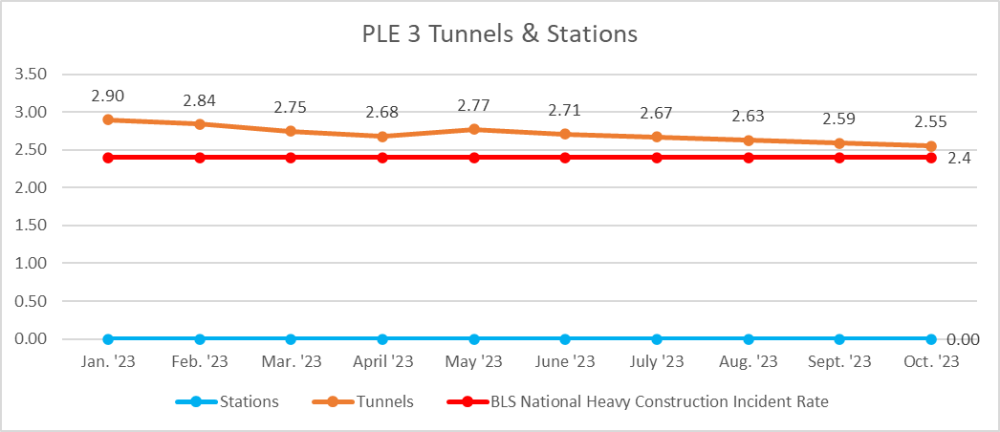 PLE 3 Tunnels & Stations
3.50
3.00
2.50
2.00
1.50
1.00
0.50
0.00
2.90 2.84 2.75 2.68 2.77 2.71 2.67 2.63 2.59 2.55
2.4
0.00
Jan. '23 Feb. '23 Mar. '23 April '23 May '23 June '23 July '23 Aug. '23 Sept. '23 Oct. '23
Stations Tunnels BLS National Heavy Construction Incident Rate